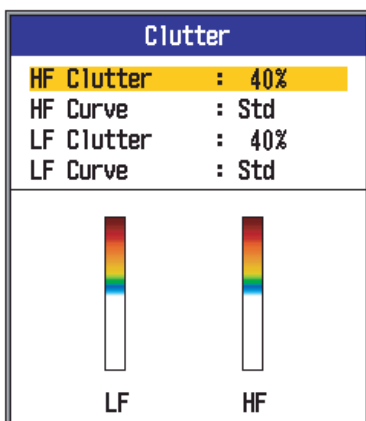 Clutter
HF Clutter : 40%
HF Curve : Std
LF Clutter : 40%
LF Curve : Std
LF HF